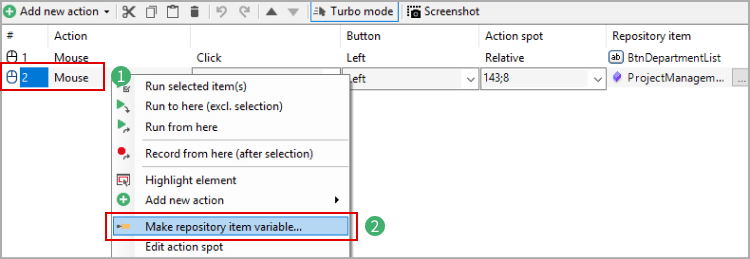 Add new action Turbo mode Screenshot
# Action Button Action spot Repository item
1 Mouse Click Left Relative ab BtnDepartmentList
2 Mouse Left 143;8 ProjectManagem... ...
1
Run selected item(s)
Run to here (excl. selection)
Run from here
Record from here (after selection)
Highlight element
Add new action
Make repository item variable... 2
Edit action spot